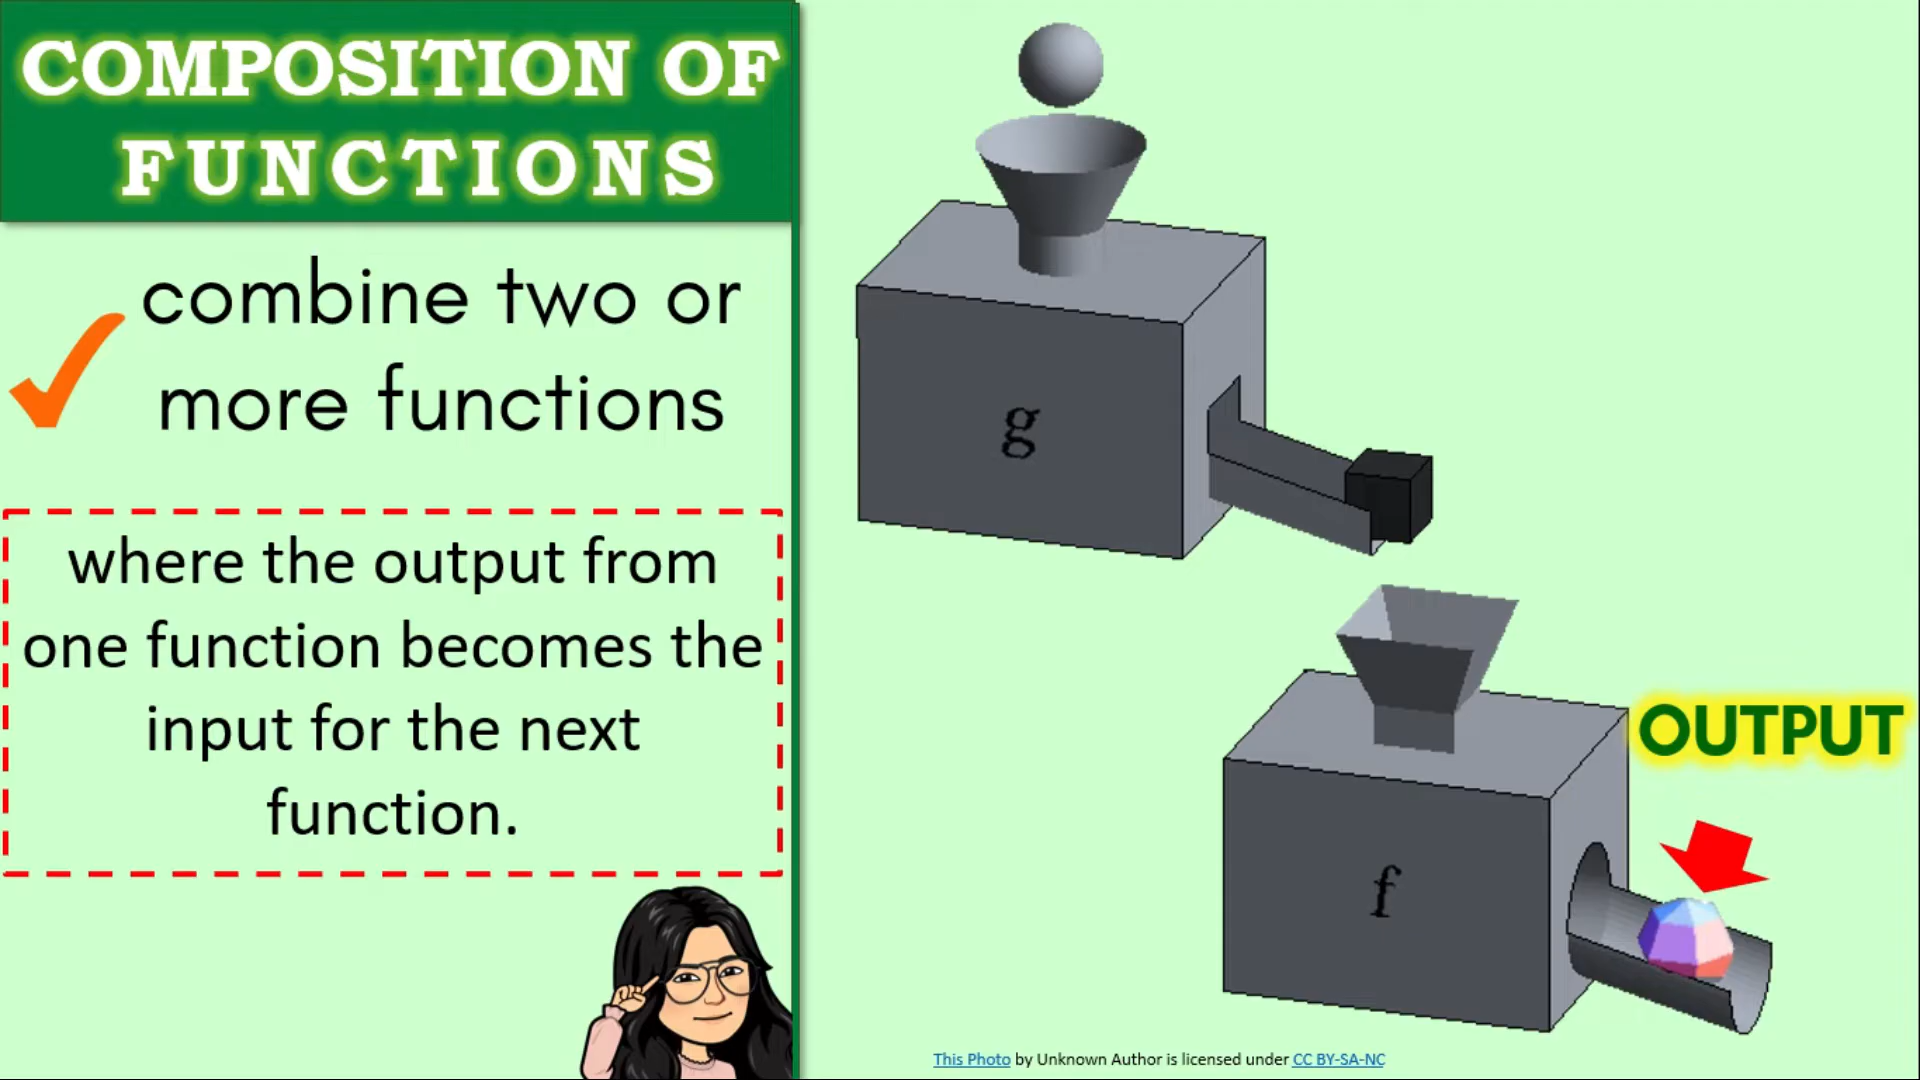 COMPOSITION OF
FUNCTIONS
combine two or
more functions
where the output from
one function becomes the
input for the next
function.
g
f
OUTPUT
This Photo by Unknown Author is licensed under CC BY-SA-NC